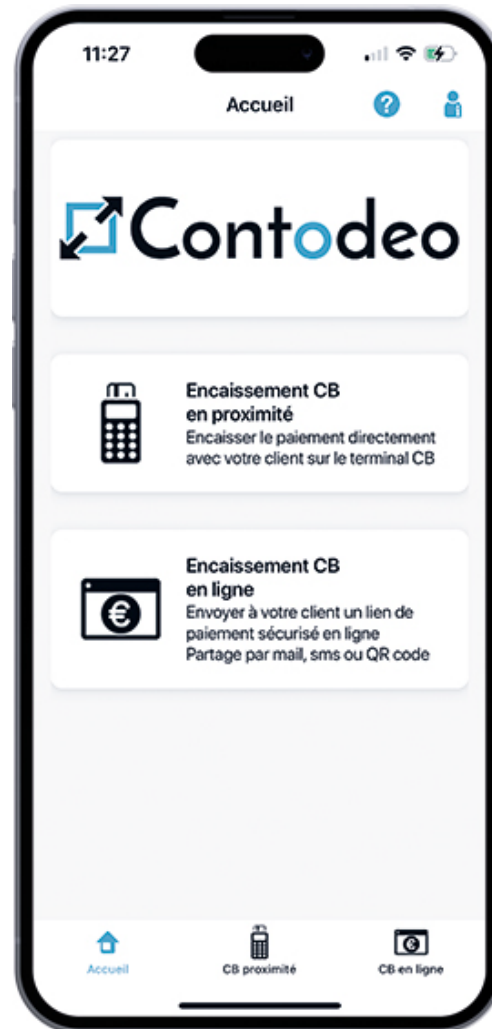 11:27
Accueil
Contodeo
Encaissement CB
en proximité
Encaisser le paiement directement
avec votre client sur le terminal CB
Encaissement CB
en ligne
Envoyer à votre client un lien de
paiement sécurisé en ligne
Partage par mail, sms ou QR code
Accueil
CB proximité
CB en ligne